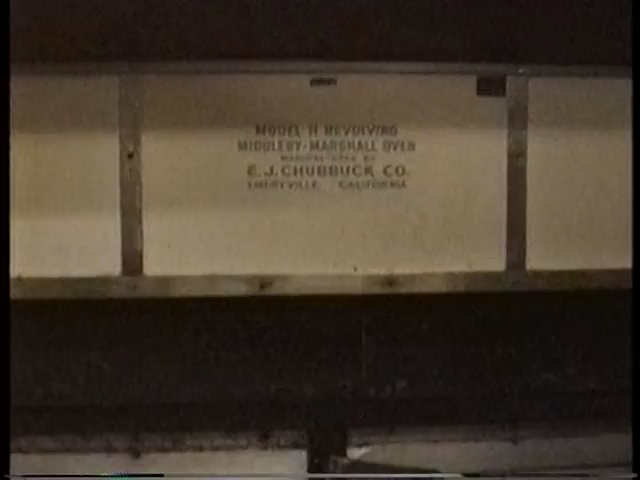 MODEL H REVOLVING
MIDDLEBY-MARSHALL OVEN
MANUFACTURED BY
E.J. CHUBBUCK CO.
EMERYVILLE, CALIFORNIA